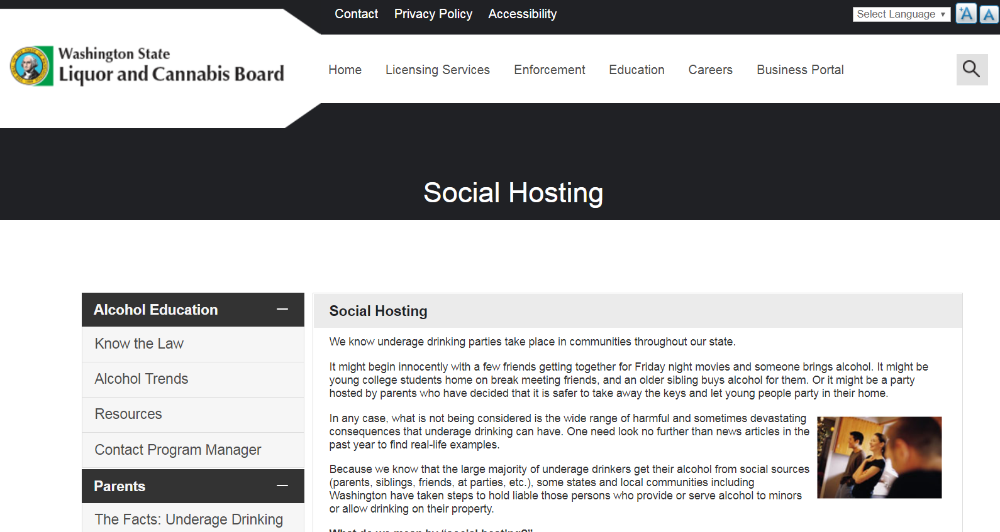 Contact Privacy Policy Accessibility
Select Language ▼
+A A
Washington State
Liquor and Cannabis Board
Home Licensing Services Enforcement Education Careers Business Portal
Social Hosting
Alcohol Education
Know the Law
Alcohol Trends
Resources
Contact Program Manager
Parents
The Facts: Underage Drinking
Social Hosting
We know underage drinking parties take place in communities throughout our state.
It might begin innocently with a few friends getting together for Friday night movies and someone brings alcohol. It might be
young college students home on break meeting friends, and an older sibling buys alcohol for them. Or it might be a party
hosted by parents who have decided that it is safer to take away the keys and let young people party in their home.
In any case, what is not being considered is the wide range of harmful and sometimes devastating
consequences that underage drinking can have. One need look no further than news articles in the
past year to find real-life examples.
Because we know that the large majority of underage drinkers get their alcohol from social sources
(parents, siblings, friends, at parties, etc.), some states and local communities including
Washington have taken steps to hold liable those persons who provide or serve alcohol to minors
or allow drinking on their property.
What do we mean by “social hosting?”